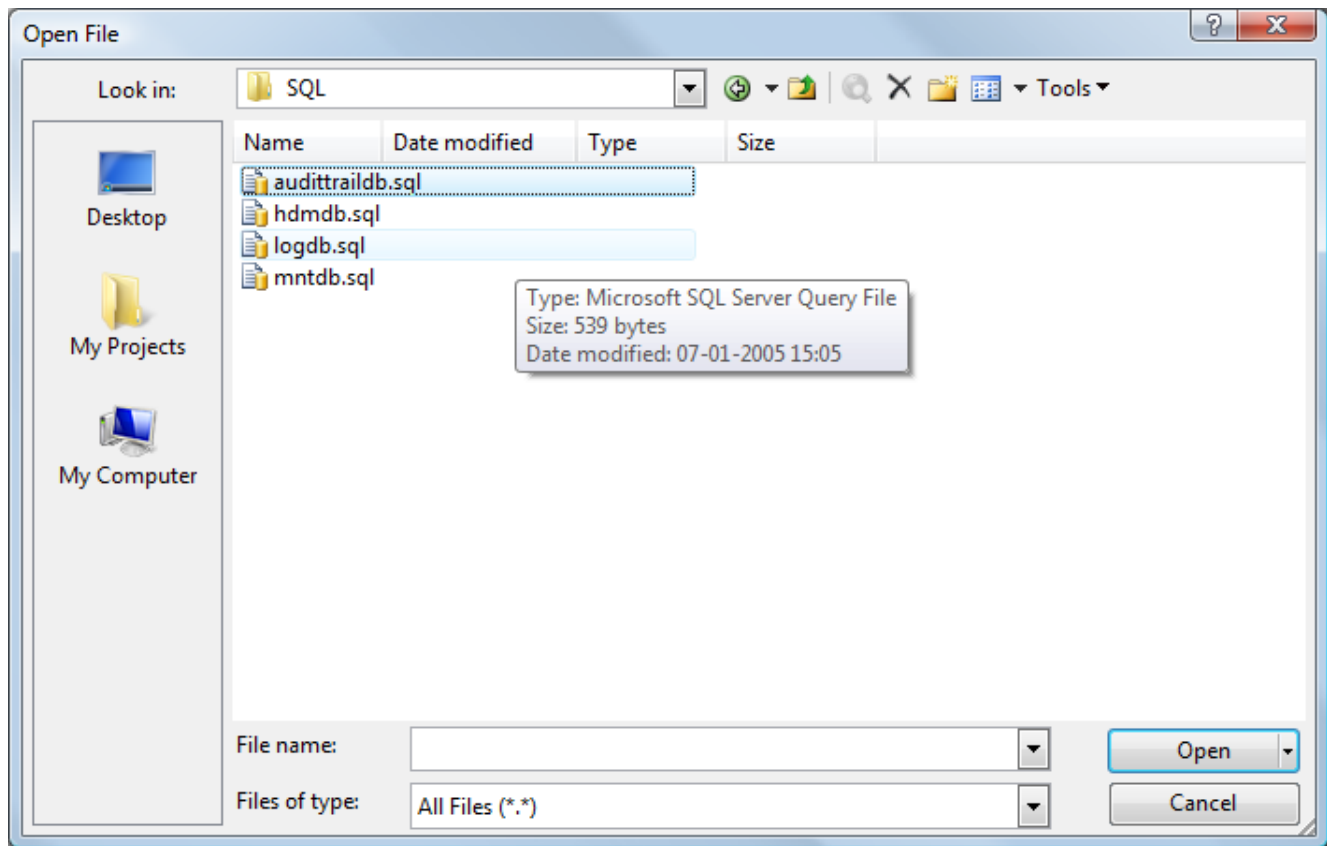 Open File
Look in: SQL Tools
Name Date modified Type Size
audittraildb.sql
hdmdb.sql
logdb.sql
mntdb.sql
Type: Microsoft SQL Server Query File
Size: 539 bytes
Date modified: 07-01-2005 15:05
Desktop
My Projects
My Computer
File name: Open
Files of type: All Files (*.*) Cancel